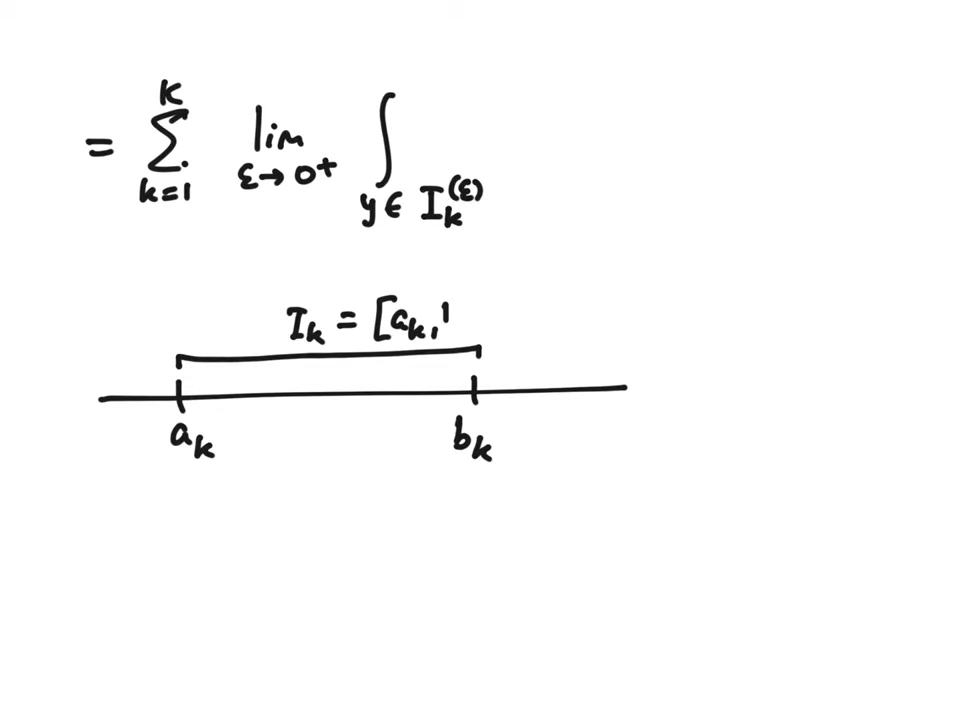 = ∑_{k=1}^{K} lim_{ε→0⁺} ∫_{y∈ I_k^{(ε)}}
I_k = [a_k,
a_k b_k